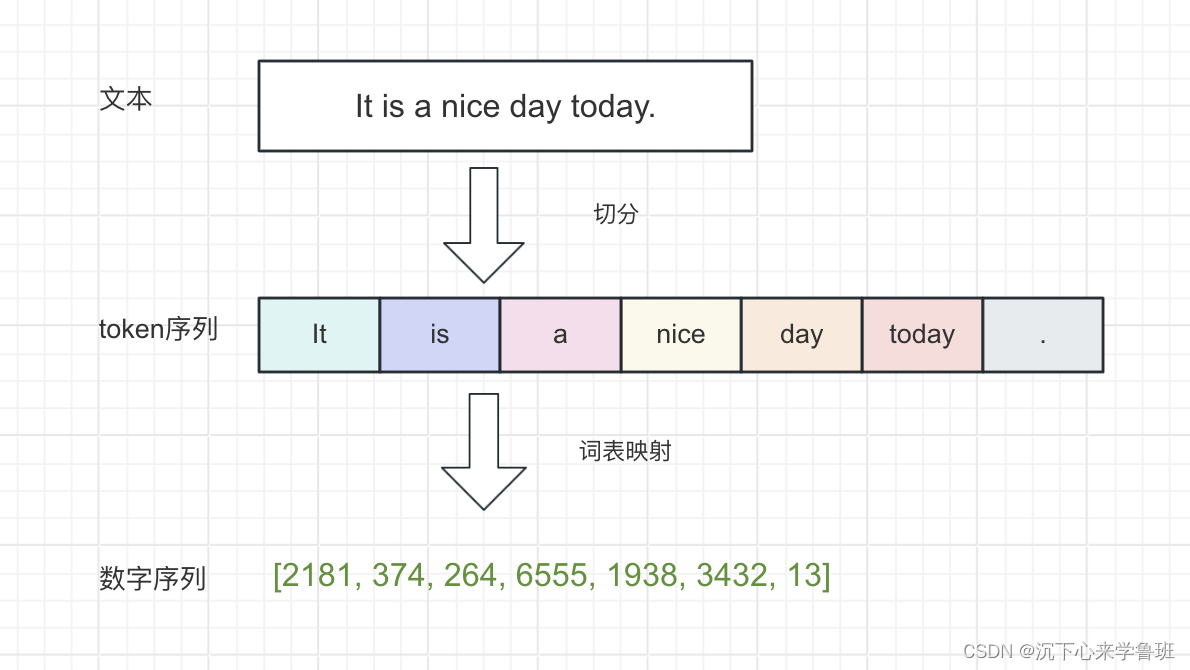 文本
It is a nice day today.
切分
token序列
It is a nice day today .
词表映射
数字序列
[2181, 374, 264, 6555, 1938, 3432, 13]
CSDN @沉下心来学鲁班